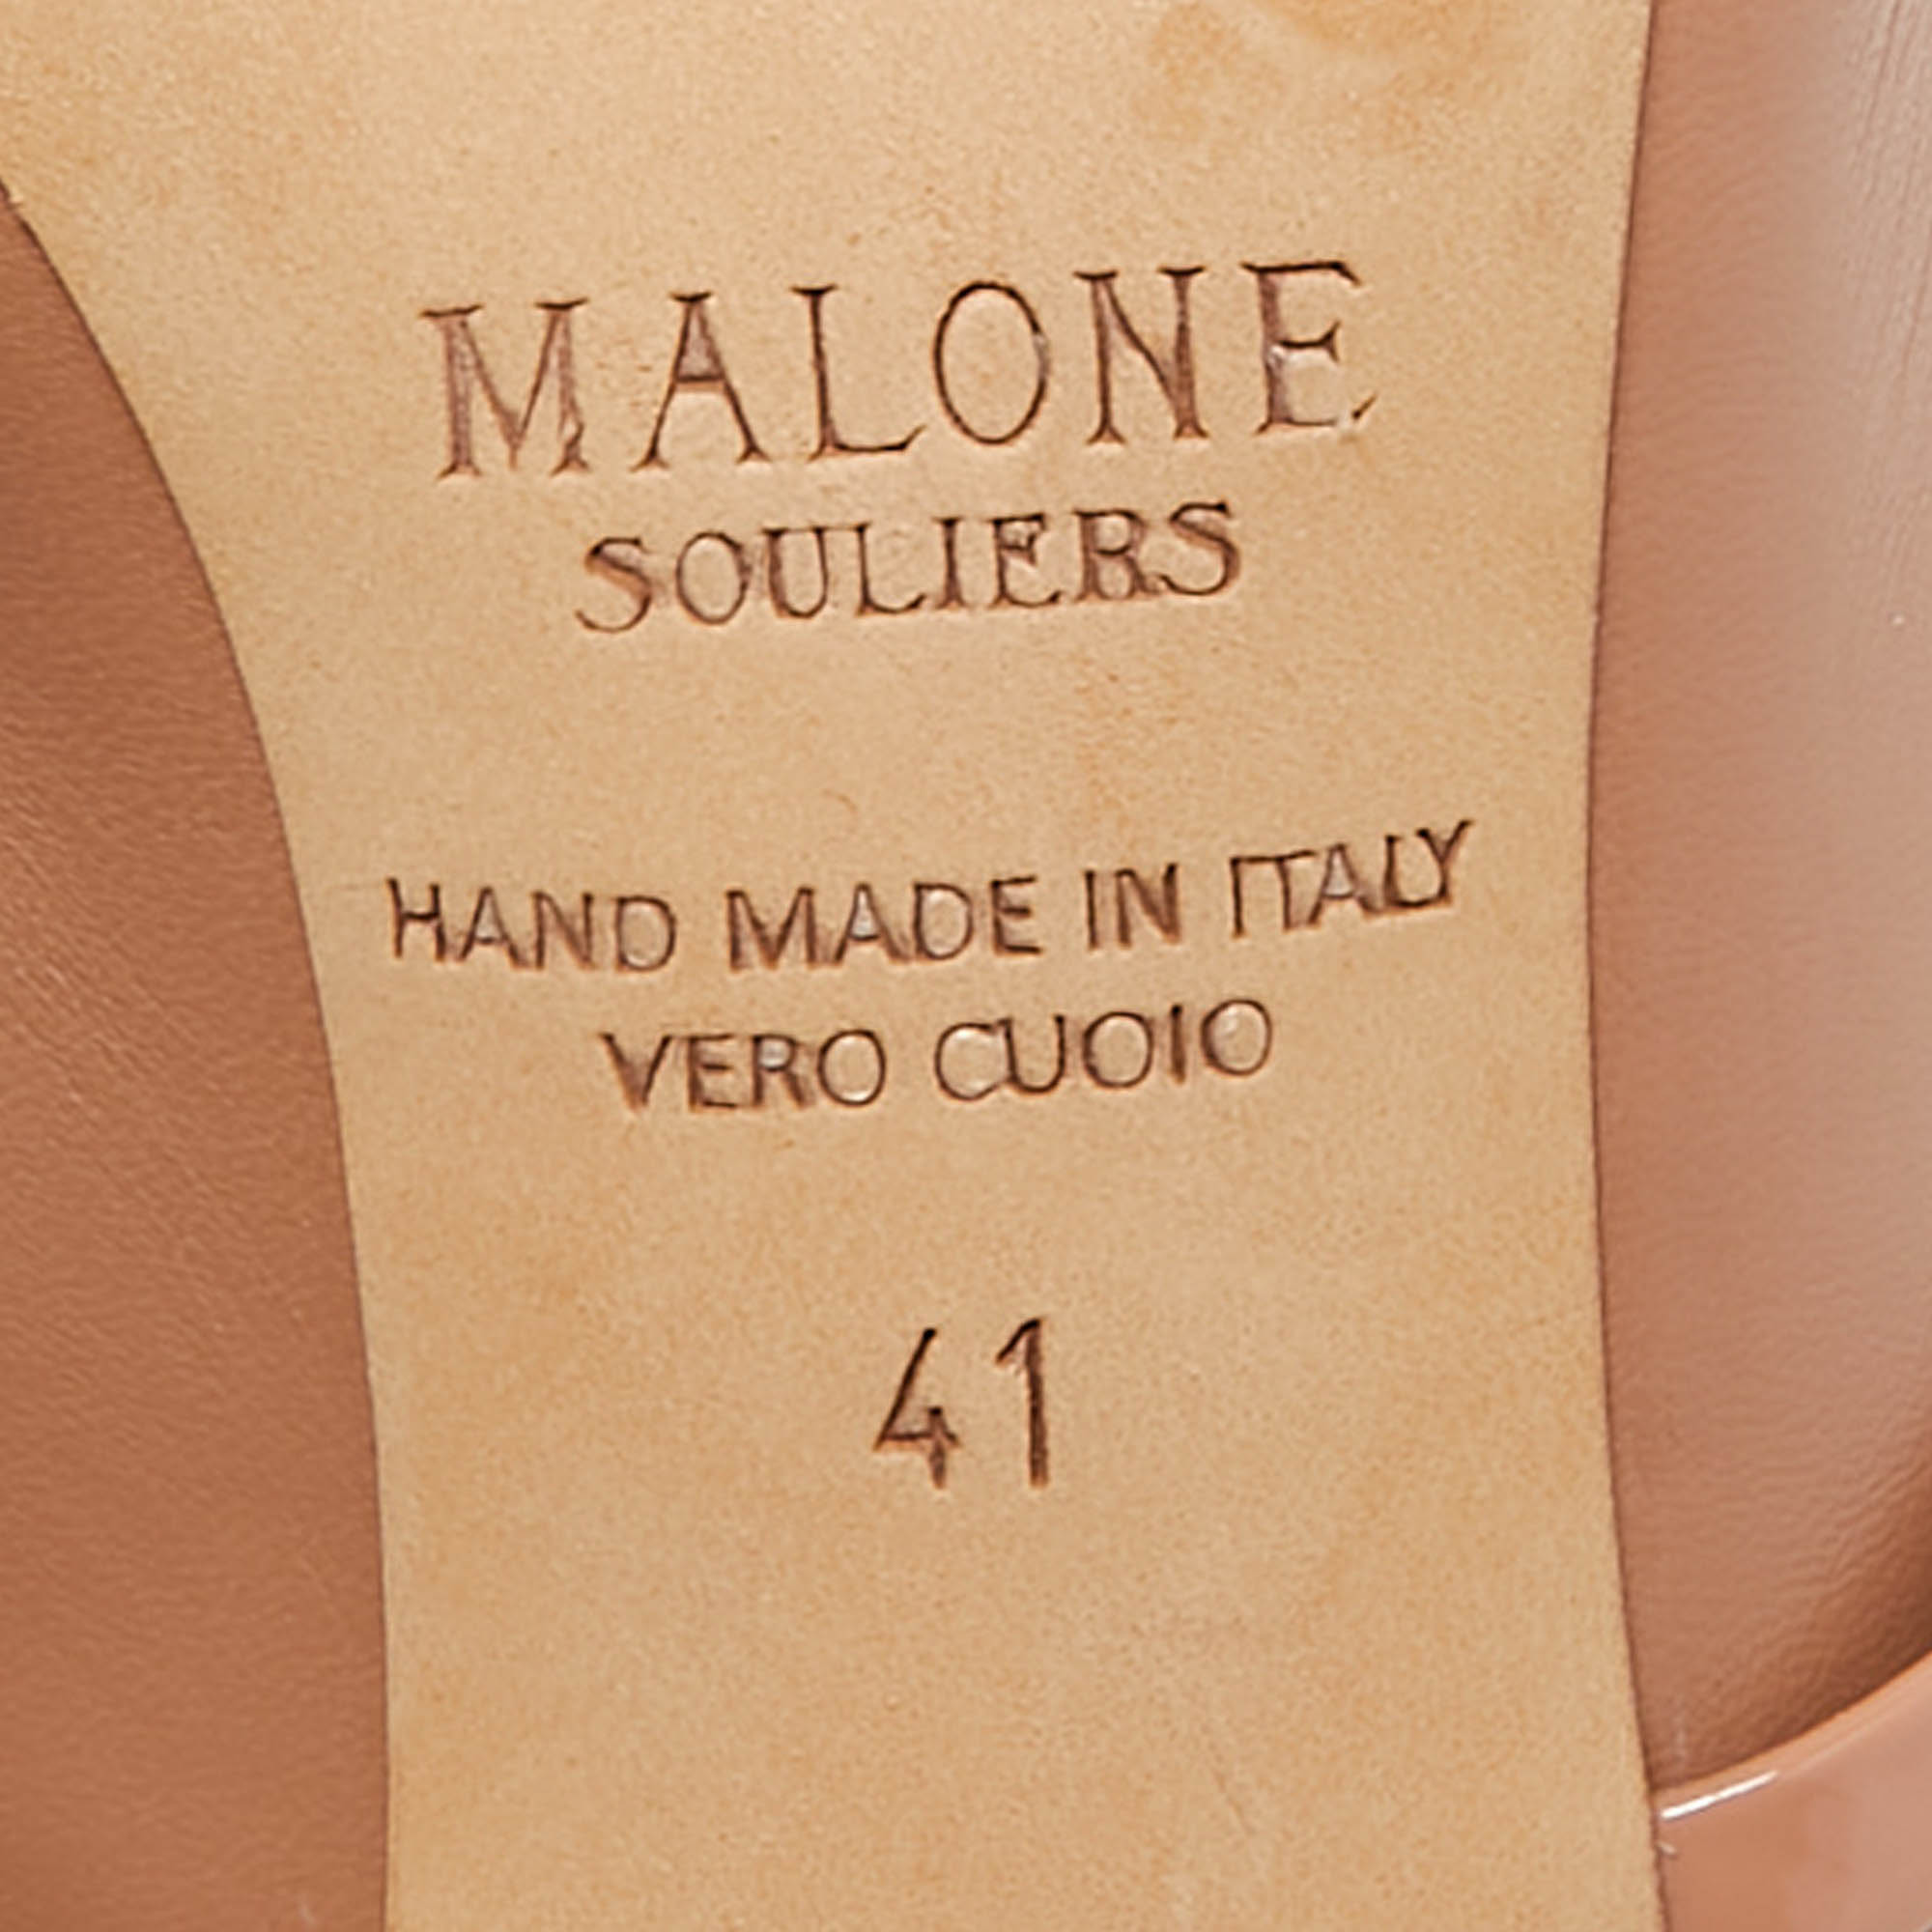 MALONE
SOULIERS
HAND MADE IN ITALY
VERO CUOIO
41